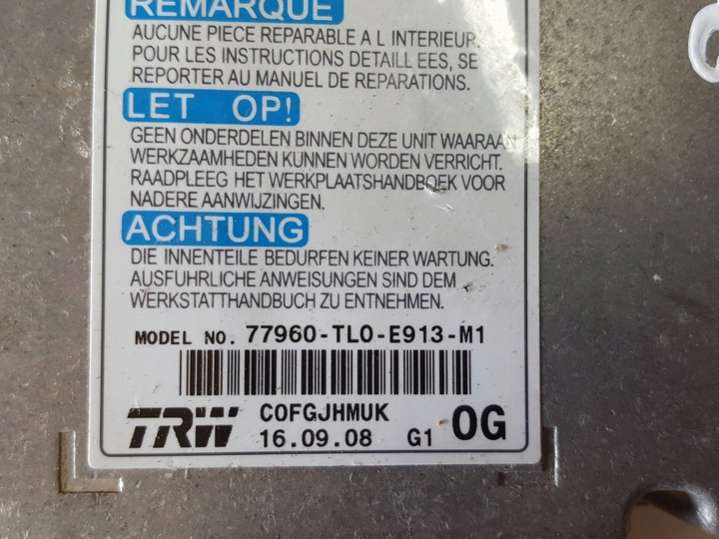 REMARQUE
AUCUNE PIECE REPARABLE A L INTERIEUR.
POUR LES INSTRUCTIONS DETAILL EES, SE
REPORTER AU MANUEL DE REPARATIONS.
LET OP!
GEEN ONDERDELEN BINNEN DEZE UNIT WAARAAN
WERKZAAMHEDEN KUNNEN WORDEN VERRICHT.
RAADPLEEG HET WERKPLAATSHANDBOEK VOOR
NADERE AANWIJZINGEN.
ACHTUNG
DIE INNENTEILE BEDURFEN KEINER WARTUNG.
AUSFUHRLICHE ANWEISUNGEN SIND DEM
WERKSTATTHANDBUCH ZU ENTNEHMEN.
MODEL NO. 77960-TL0-E913-M1
TRW COFGJHMUK
16.09.08 G1 0G